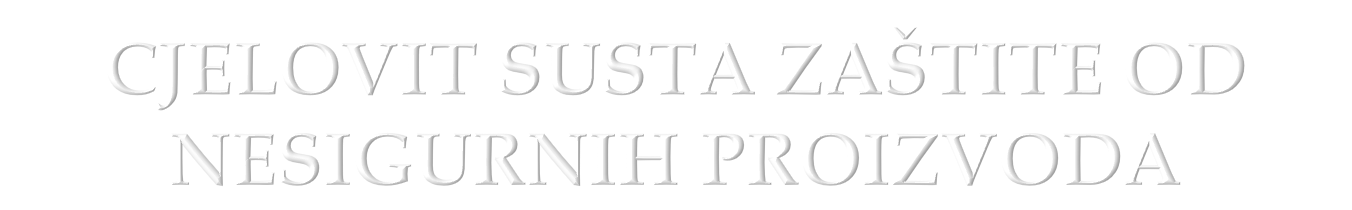 CJELOVIT SUSTA ZAŠTITE OD
NESIGURNIH PROIZVODA